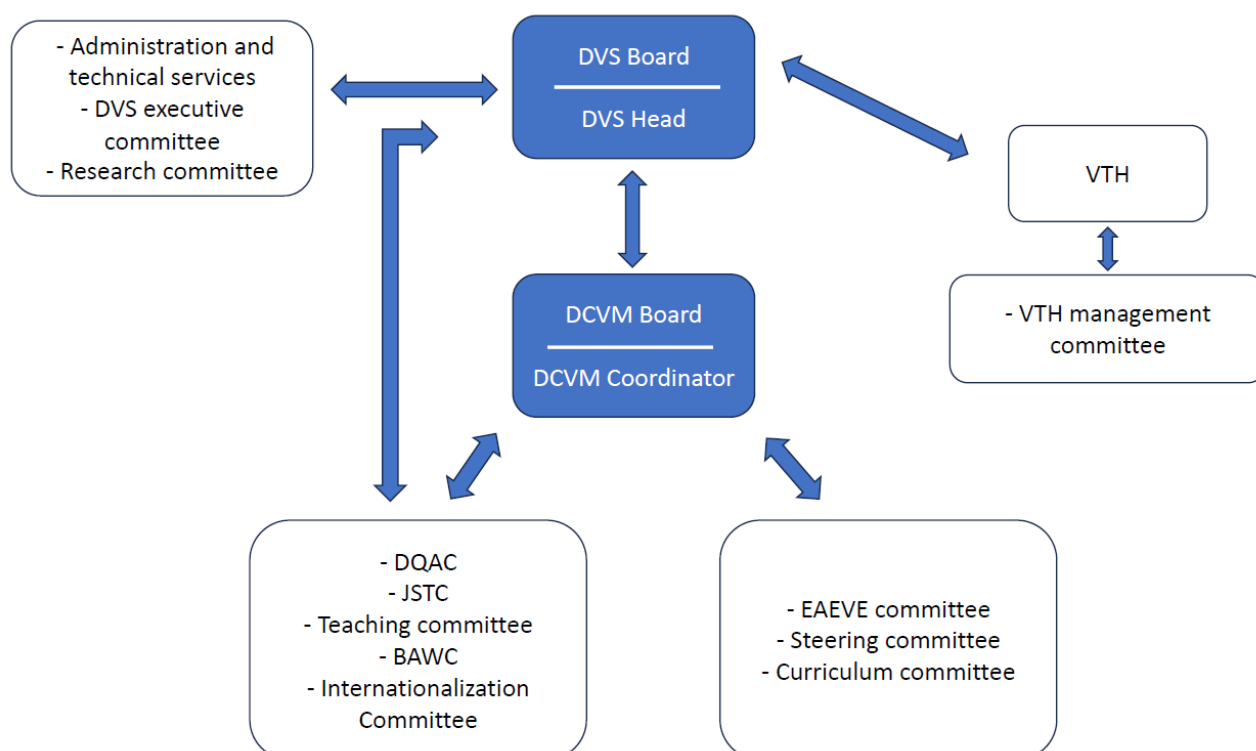 - Administration and
technical services
- DVS executive
committee
- Research committee
DVS Board
DVS Head
VTH
- VTH management
committee
DCVM Board
DCVM Coordinator
- DQAC
- JSTC
- Teaching committee
- BAWC
- Internationalization
Committee
- EAEVE committee
- Steering committee
- Curriculum committee